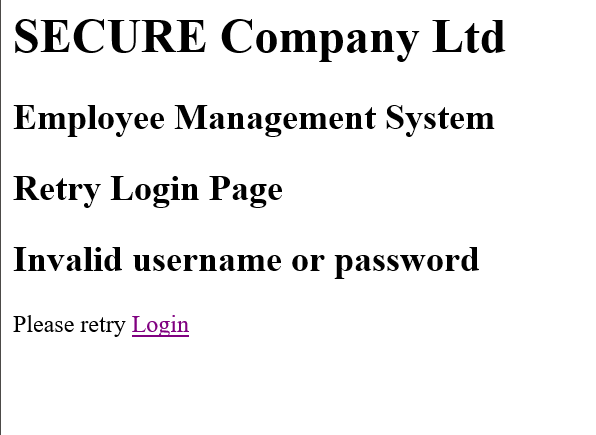 SECURE Company Ltd
Employee Management System
Retry Login Page
Invalid username or password
Please retry Login